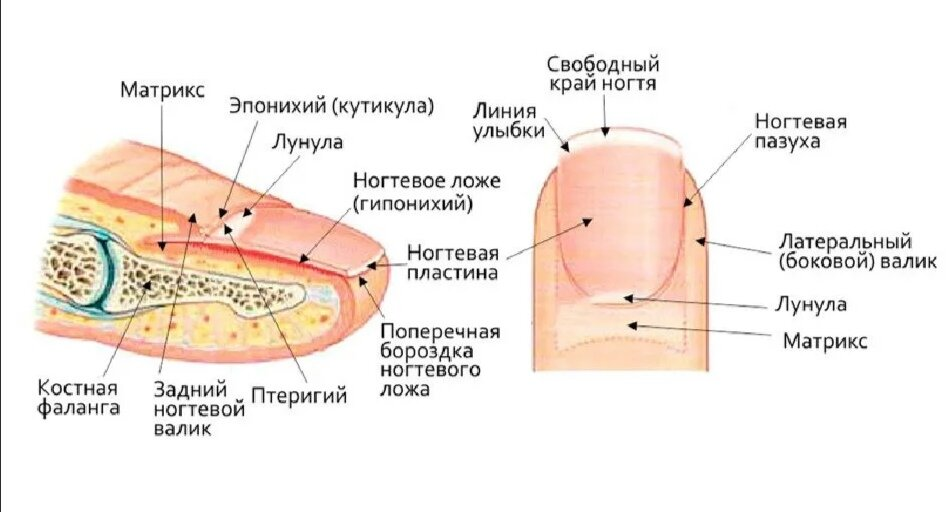 Матрикс
Эпонихий (кутикула)
Лунула
Ногтевое ложе
(гипонихий)
Ногтевая
пластина
Поперечная
бороздка
ногтевого
ложа
Костная
фаланга
Задний
ногтевой
валик
Птеригий
Свободный
край ногтя
Линия
улыбки
Ногтевая
пазуха
Латеральный
(боковой) валик
Лунула
Матрикс